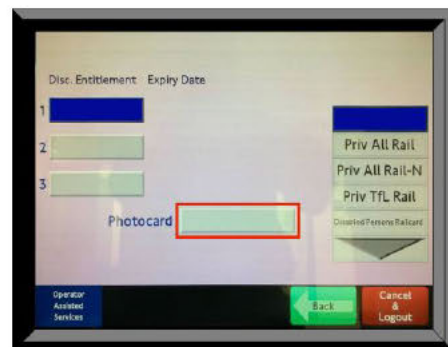 Disc. Entitlement Expiry Date
1
2
3
Priv All Rail
Priv All Rail-N
Priv TfL Rail
Disabled Persons Railcard
Photocard
Operator
Assisted
Services
Back
Cancel
&
Logout